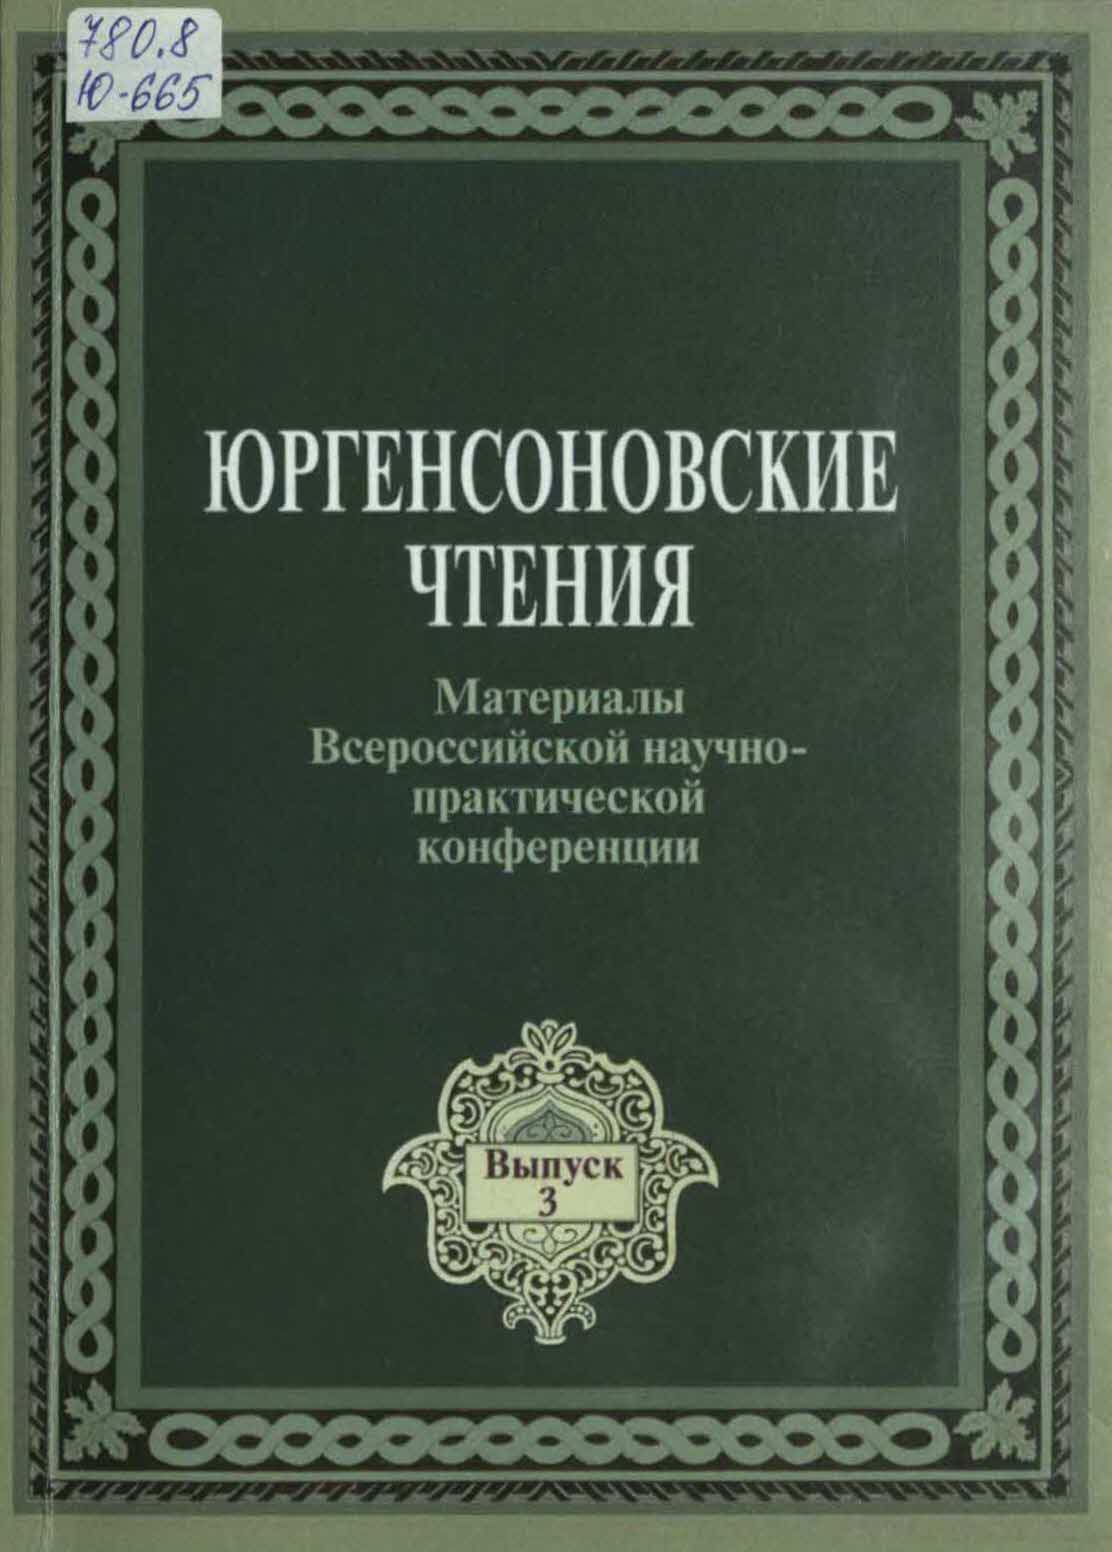 780.8
Ю-665
ЮРГЕНСОНОВСКИЕ
ЧТЕНИЯ
Материалы
Всероссийской научно-
практической
конференции
Выпуск
3